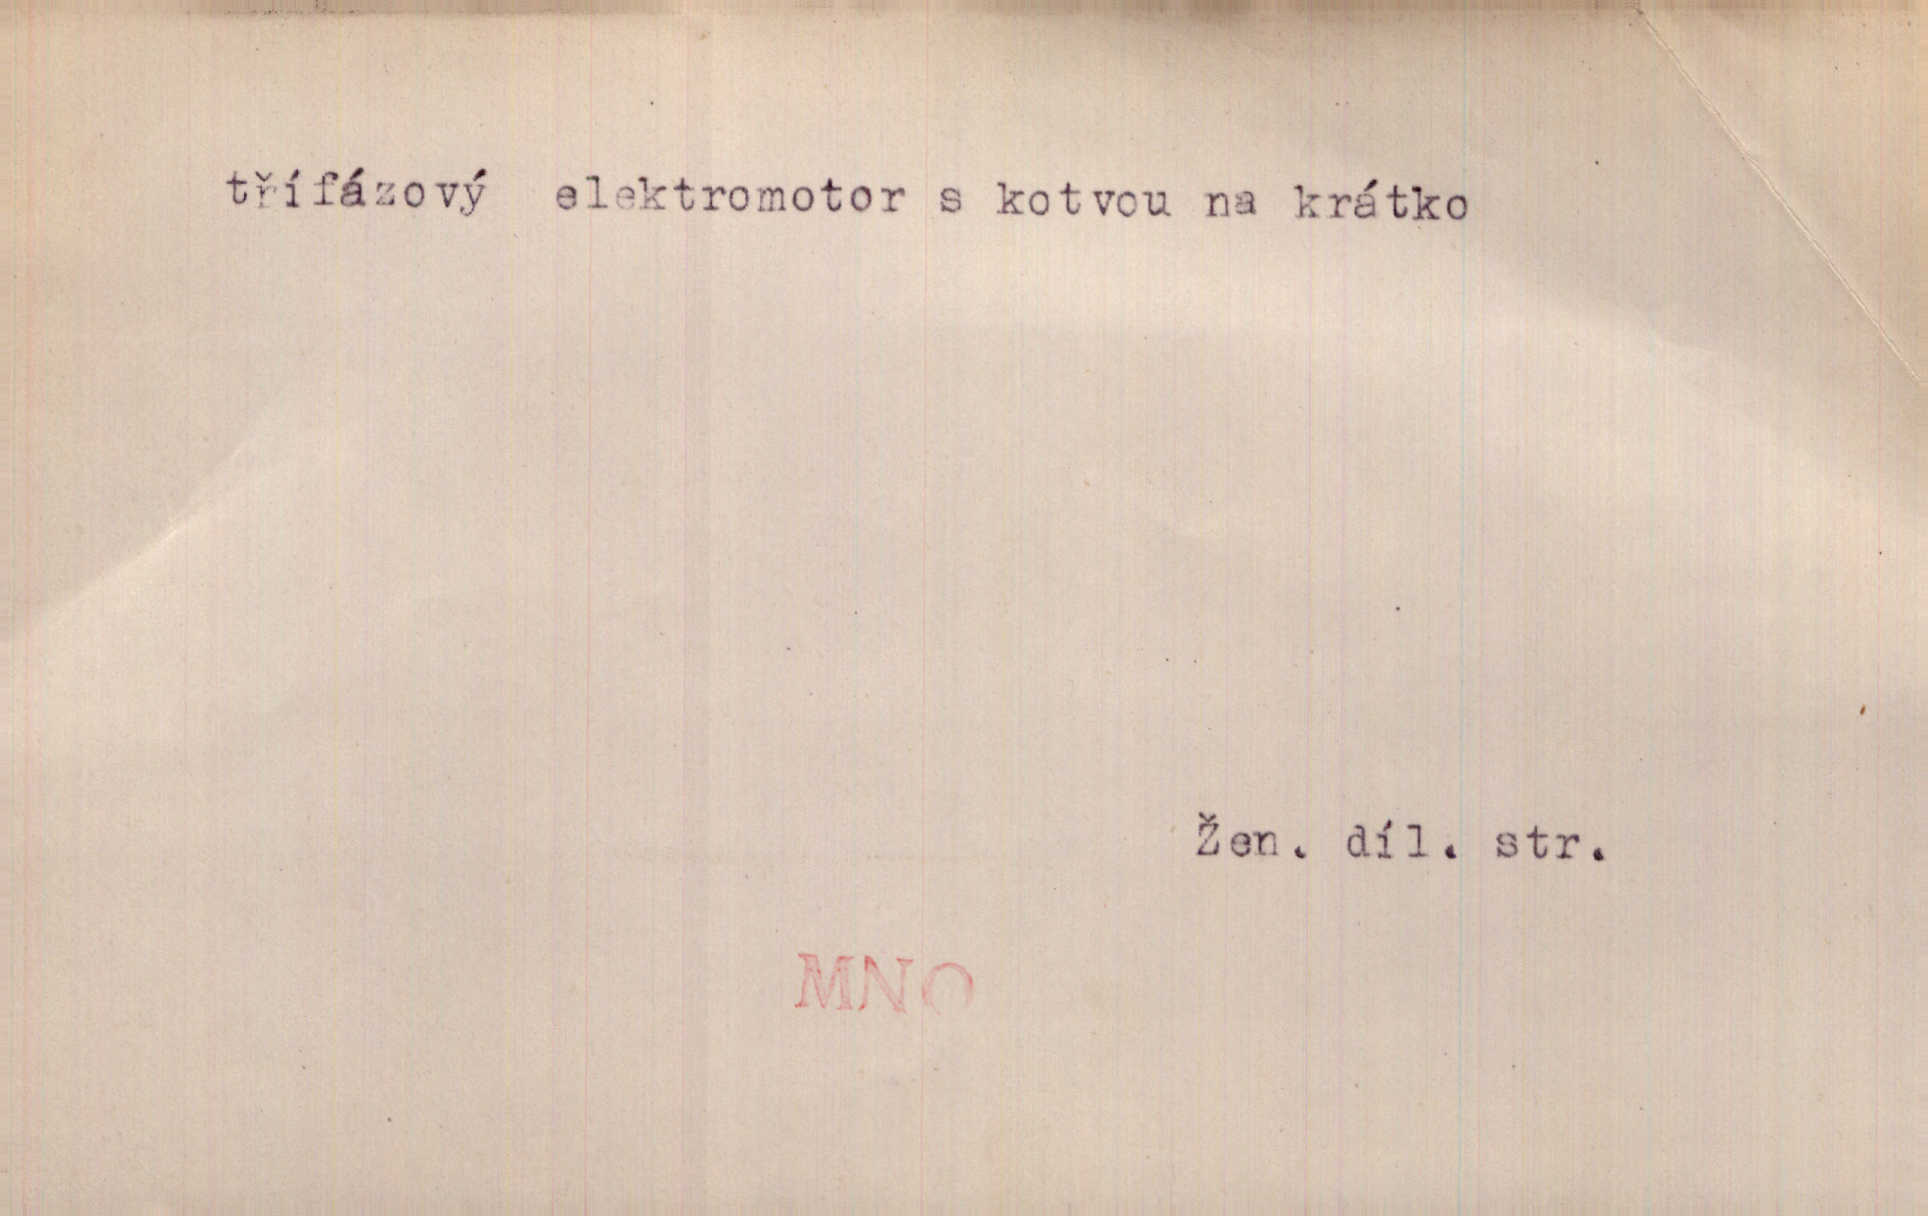 třífázový elektromotor s kotvou na krátko
Žen. díl. str.
MNO